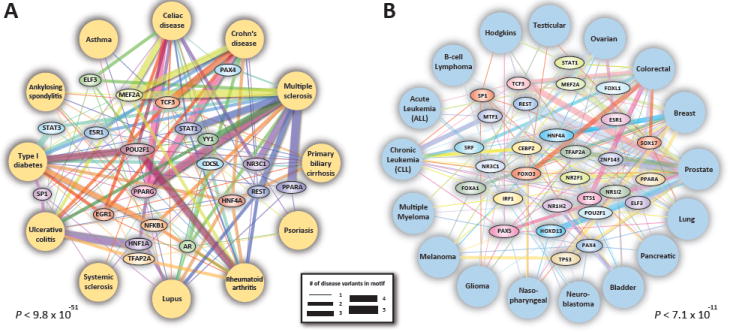 A
Celiac
disease
Crohn's
disease
Asthma
Multiple
sclerosis
Ankylosing
spondylitis
Type I
diabetes
Primary
biliary
cirrhosis
Psoriasis
Ulcerative
colitis
Systemic
sclerosis
Lupus
Rheumatoid
arthritis
ELF3
PAX4
MEF2A
TCF3
STAT3
ESR1
STAT1
YY1
POU2F1
CDC5L
NR3C1
SP1
PPARG
REST
PPARA
HNF4A
EGR1
NFKB1
HNF1A
AR
TFAP2A
P < 9.8 x 10-51
# of disease variants in motif
1
2
3
4
5
B
Testicular
Hodgkins
Ovarian
B-cell
Lymphoma
Colorectal
Acute
Leukemia
(ALL)
Breast
Chronic
Leukemia
(CLL)
Prostate
Multiple
Myeloma
Lung
Melanoma
Pancreatic
Glioma
Naso-
pharyngeal
Neuro-
blastoma
Bladder
STAT1
TCF3
MEF2A
FOXL1
SP1
REST
MTF1
ESR1
HNF4A
SOX17
SRF
CEBPZ
TFAP2A
ZNF143
NR3C1
FOXO3
NR2F1
PPARA
FOXA1
NR1I2
IRF1
ETS1
ELF3
NR1H2
POU2F1
PAX5
HOXD13
PAX4
TP53
P < 7.1 x 10-11